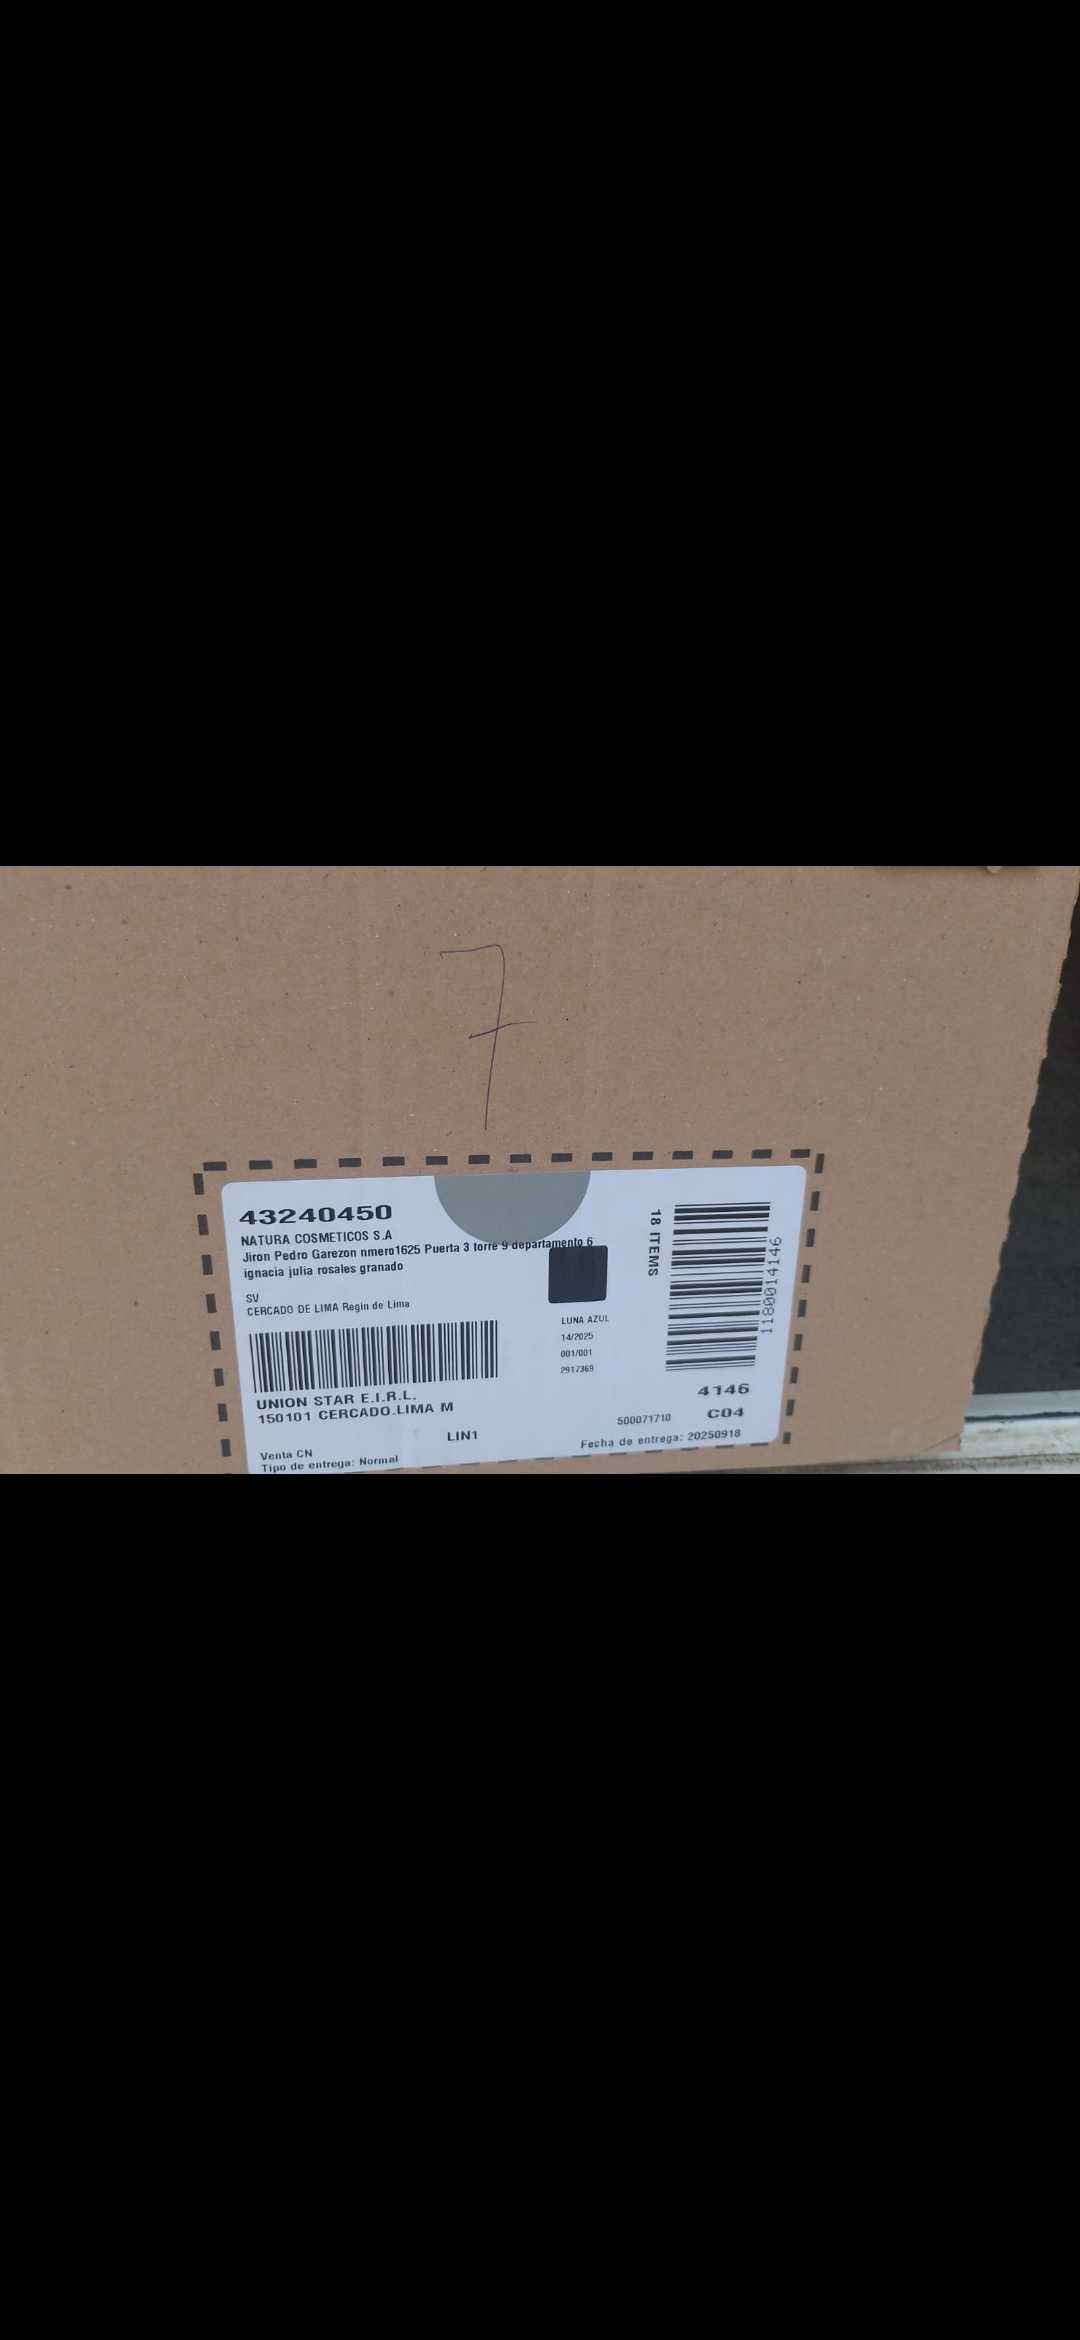 7
43240450
NATURA COSMETICOS S.A
Jiron Pedro Garezon nmero1625 Puerta 3 torre 9 departamento 6
ignacia julia rosales granado
SV
CERCADO DE LIMA Regin de Lima
UNION STAR E.I.R.L.
150101 CERCADO.LIMA M
LIN1
Venta CN
Tipo de entrega: Normal
LUNA AZUL
14/2025
001/001
2917369
18 ITEMS
1180014146
4146
500071710 C04
Fecha de entrega: 20250918